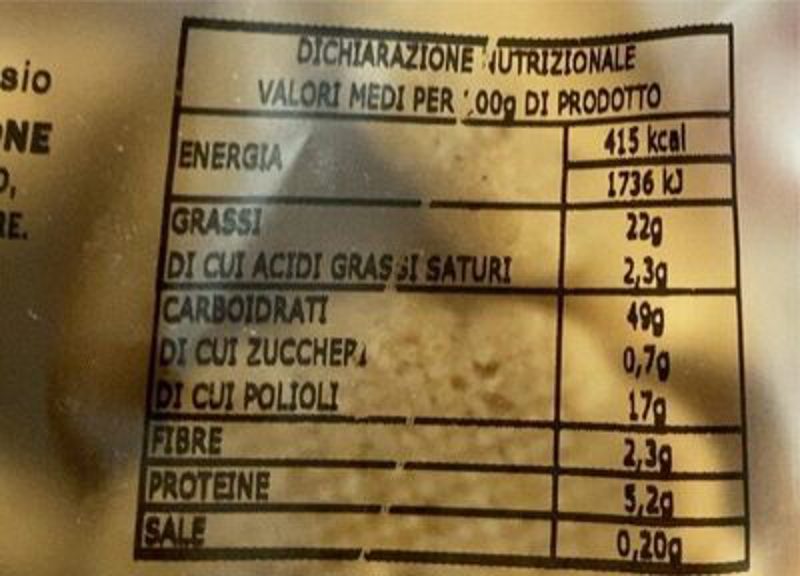 sio
NE
O,
RE.
DICHIARAZIONE NUTRIZIONALE
VALORI MEDI PER 100g DI PRODOTTO
ENERGIA 415 kcal
1736 kJ
GRASSI 22g
DI CUI ACIDI GRASSI SATURI 2,3g
CARBOIDRATI 49g
DI CUI ZUCCHERI 0,7g
DI CUI POLIOLI 17g
FIBRE 2,3g
PROTEINE 5,2g
SALE 0,20g